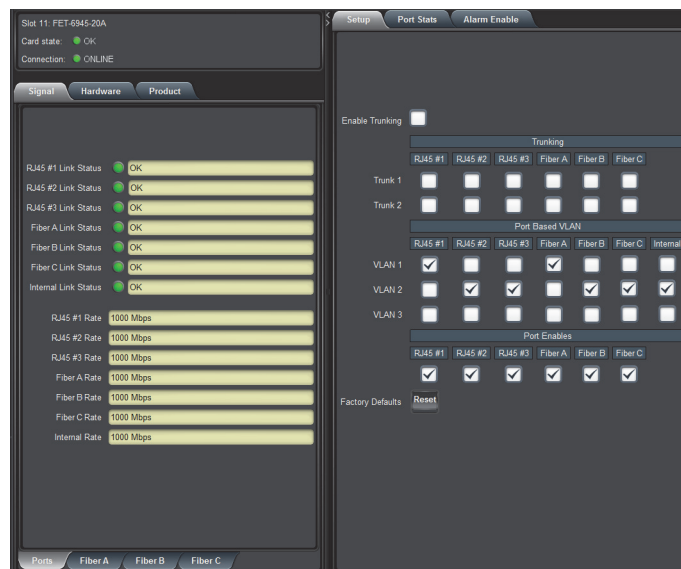 Slot 11: FET-6945-20A
Card state: OK
Connection: ONLINE
Signal Hardware Product
RJ45 #1 Link Status OK
RJ45 #2 Link Status OK
RJ45 #3 Link Status OK
Fiber A Link Status OK
Fiber B Link Status OK
Fiber C Link Status OK
Internal Link Status OK
RJ45 #1 Rate 1000 Mbps
RJ45 #2 Rate 1000 Mbps
RJ45 #3 Rate 1000 Mbps
Fiber A Rate 1000 Mbps
Fiber B Rate 1000 Mbps
Fiber C Rate 1000 Mbps
Internal Rate 1000 Mbps
Ports Fiber A Fiber B Fiber C
Setup Port Stats Alarm Enable
Enable Trunking
Trunking
RJ45 #1 RJ45 #2 RJ45 #3 Fiber A Fiber B Fiber C
Trunk 1
Trunk 2
Port Based VLAN
RJ45 #1 RJ45 #2 RJ45 #3 Fiber A Fiber B Fiber C Internal
VLAN 1
VLAN 2
VLAN 3
Port Enables
RJ45 #1 RJ45 #2 RJ45 #3 Fiber A Fiber B Fiber C
Factory Defaults Reset